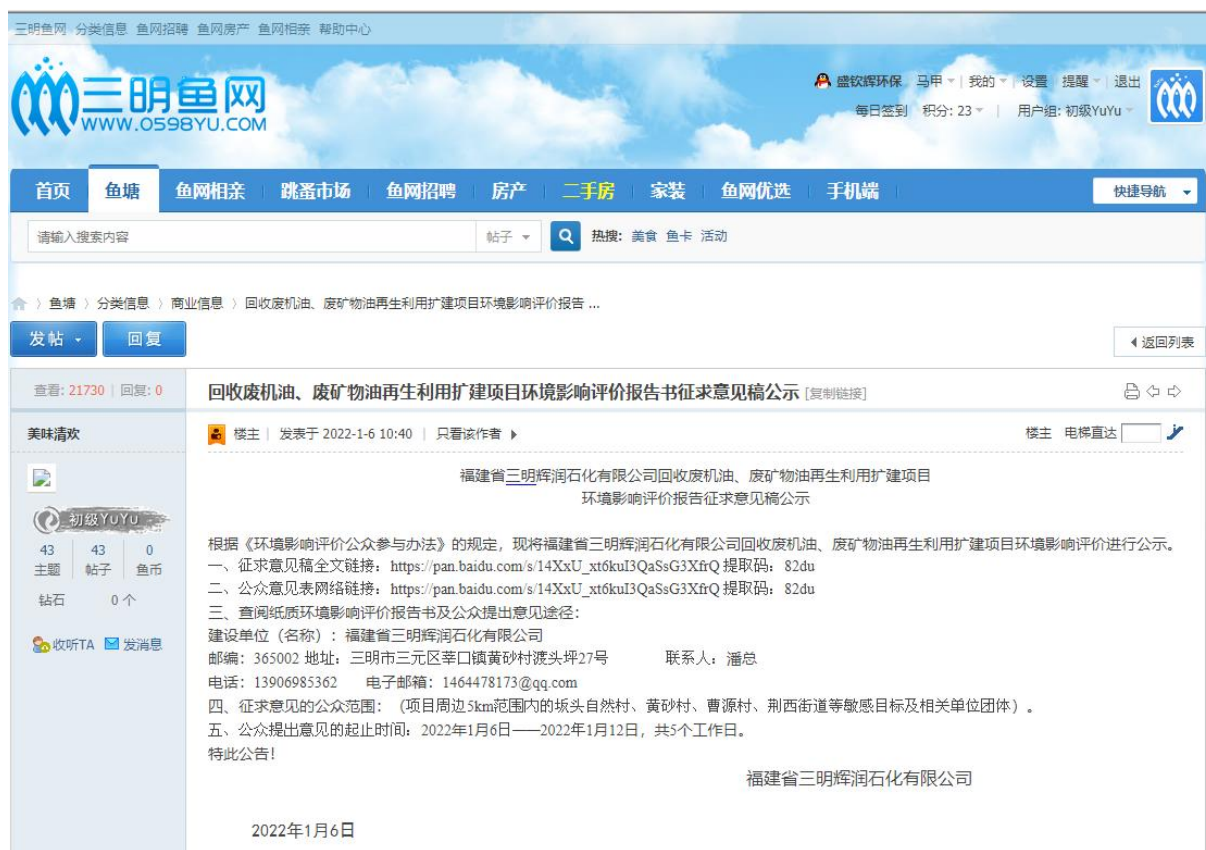 三明鱼网 分类信息 鱼网招聘 鱼网房产 鱼网相亲 帮助中心
三明鱼网
WWW.0598YU.COM
盛钦辉环保 马甲 我的 设置 提醒 退出
每日签到 积分: 23 用户组: 初级YuYu
首页 鱼塘 鱼网相亲 跳蚤市场 鱼网招聘 房产 二手房 家装 鱼网优选 手机端 快捷导航
请输入搜索内容 帖子 热搜: 美食 鱼卡 活动
鱼塘 〉 分类信息 〉 商业信息 〉 回收废机油、废矿物油再生利用扩建项目环境影响评价报告 ...
发帖 回复 返回列表
查看: 21730 | 回复: 0 回收废机油、废矿物油再生利用扩建项目环境影响评价报告书征求意见稿公示 [复制链接]
美味清欢 楼主 | 发表于 2022-1-6 10:40 | 只看该作者 楼主 电梯直达
福建省三明辉润石化有限公司回收废机油、废矿物油再生利用扩建项目
环境影响评价报告征求意见稿公示
初级YUYU
43 43 0
主题 帖子 鱼币
钻石 0 个
收听TA 发消息
根据《环境影响评价公众参与办法》的规定，现将福建省三明辉润石化有限公司回收废机油、废矿物油再生利用扩建项目环境影响评价进行公示。
一、征求意见稿全文链接：https://pan.baidu.com/s/14XxU_xt6kuI3QaSsG3XfrQ 提取码：82du
二、公众意见表网络链接：https://pan.baidu.com/s/14XxU_xt6kuI3QaSsG3XfrQ 提取码：82du
三、查阅纸质环境影响评价报告书及公众提出意见途径：
建设单位（名称）：福建省三明辉润石化有限公司
邮编：365002 地址：三明市三元区莘口镇黄砂村渡头坪27号 联系人：潘总
电话：13906985362 电子邮箱：1464478173@qq.com
四、征求意见的公众范围：（项目周边5km范围内的坂头自然村、黄砂村、曹源村、荆西街道等敏感目标及相关单位团体）。
五、公众提出意见的起止时间：2022年1月6日——2022年1月12日，共5个工作日。
特此公告！
福建省三明辉润石化有限公司
2022年1月6日